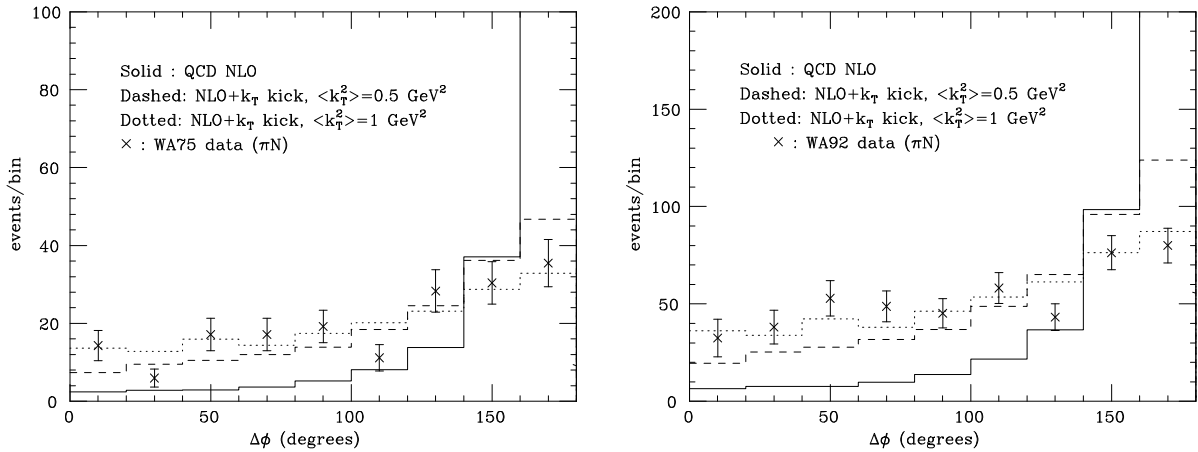 100
80
60
40
20
0
events/bin
Solid : QCD NLO
Dashed: NLO+k_T kick, <k_T^2>=0.5 GeV^2
Dotted: NLO+k_T kick, <k_T^2>=1 GeV^2
× : WA75 data (πN)
0 50 100 150
Δϕ (degrees)
200
150
100
50
0
events/bin
Solid : QCD NLO
Dashed: NLO+k_T kick, <k_T^2>=0.5 GeV^2
Dotted: NLO+k_T kick, <k_T^2>=1 GeV^2
× : WA92 data (πN)
0 50 100 150
Δϕ (degrees)